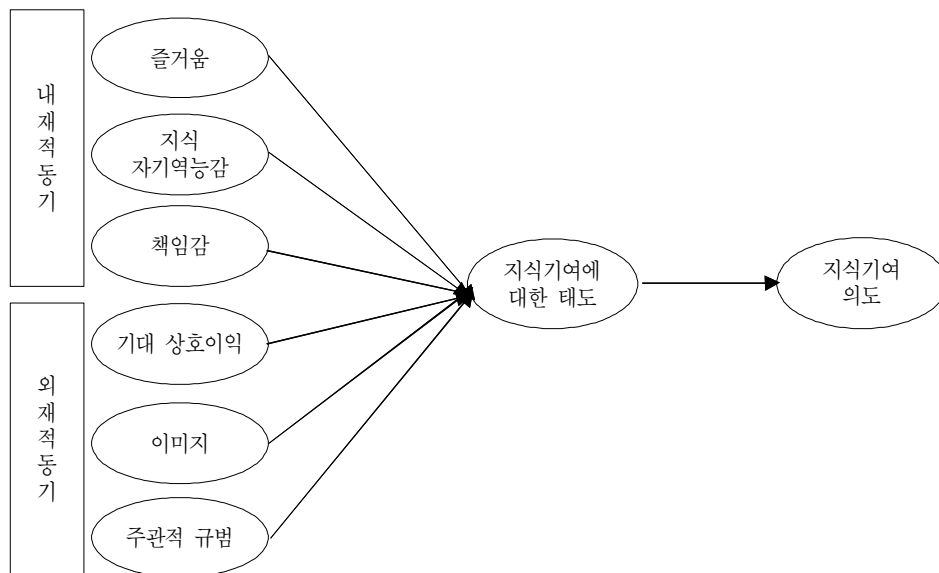 내재적동기
즐거움
지식
자기역능감
책임감
외재적동기
기대 상호이익
이미지
주관적 규범
지식기여에
대한 태도
지식기여
의도